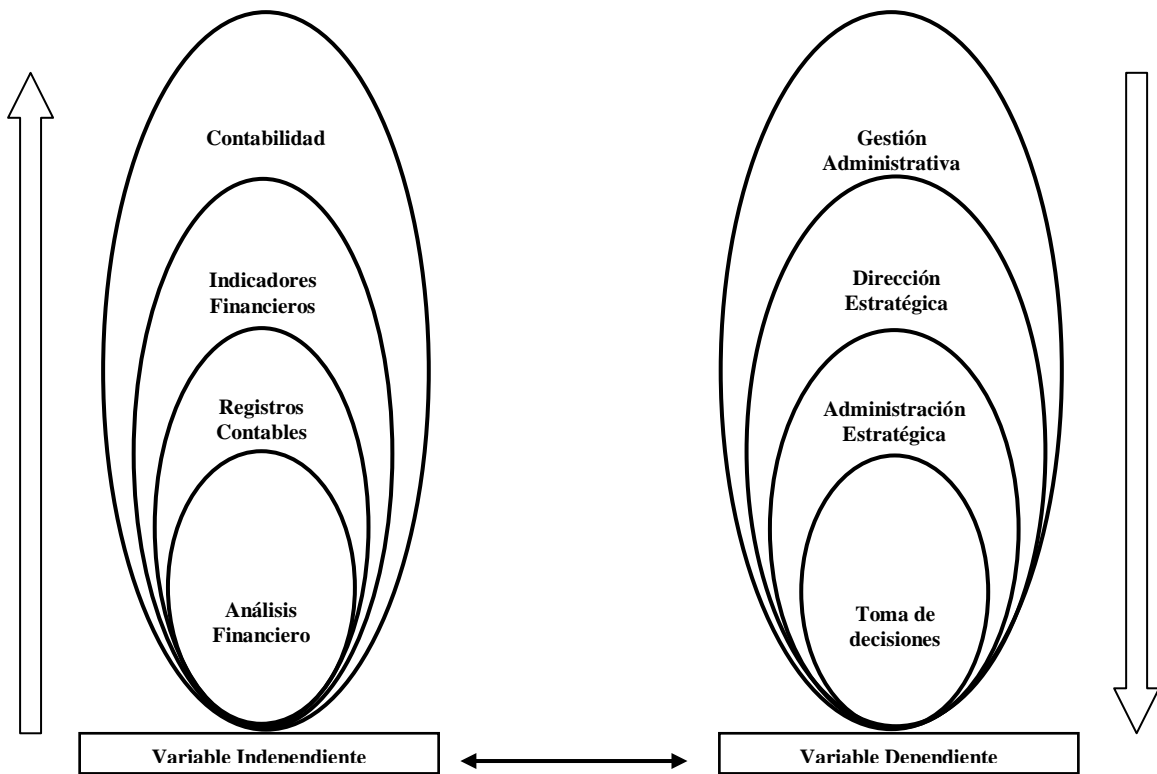 Contabilidad
Indicadores
Financieros
Registros
Contables
Análisis
Financiero
Variable Independiente
Gestión
Administrativa
Dirección
Estratégica
Administración
Estratégica
Toma de
decisiones
Variable Dependiente